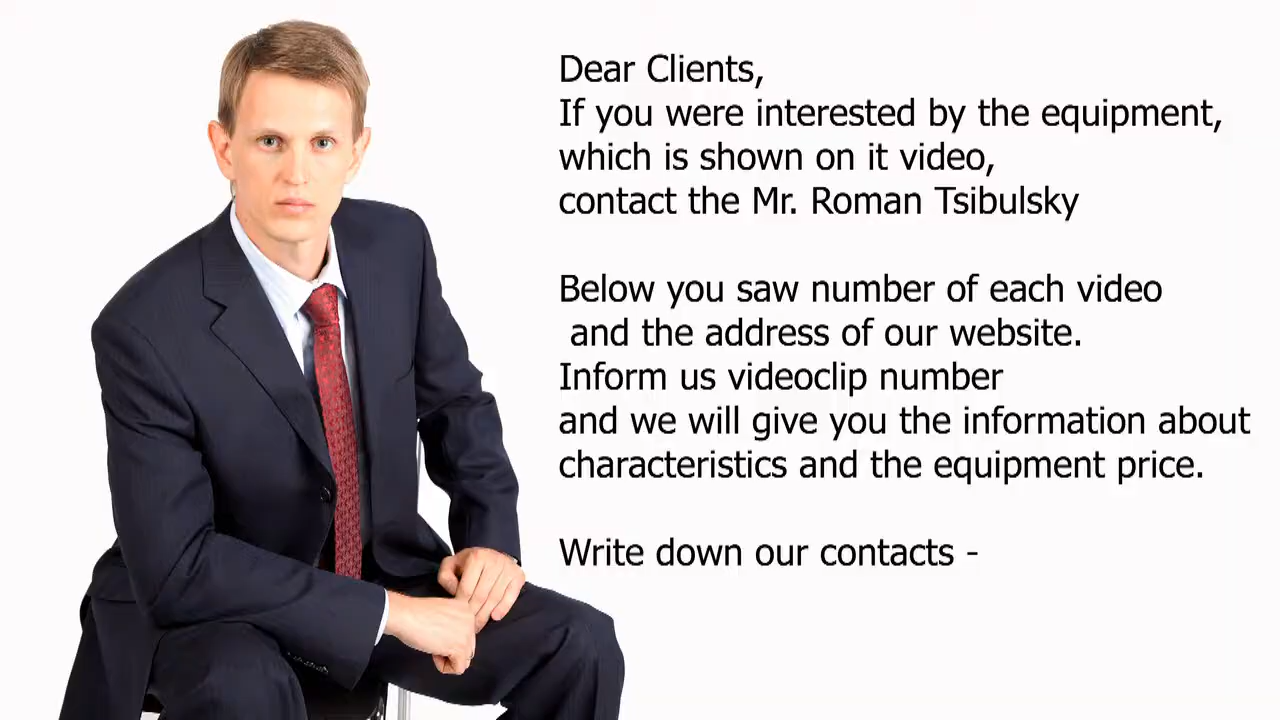 Dear Clients,
If you were interested by the equipment,
which is shown on it video,
contact the Mr. Roman Tsibulsky
Below you saw number of each video
and the address of our website.
Inform us videoclip number
and we will give you the information about
characteristics and the equipment price.
Write down our contacts -